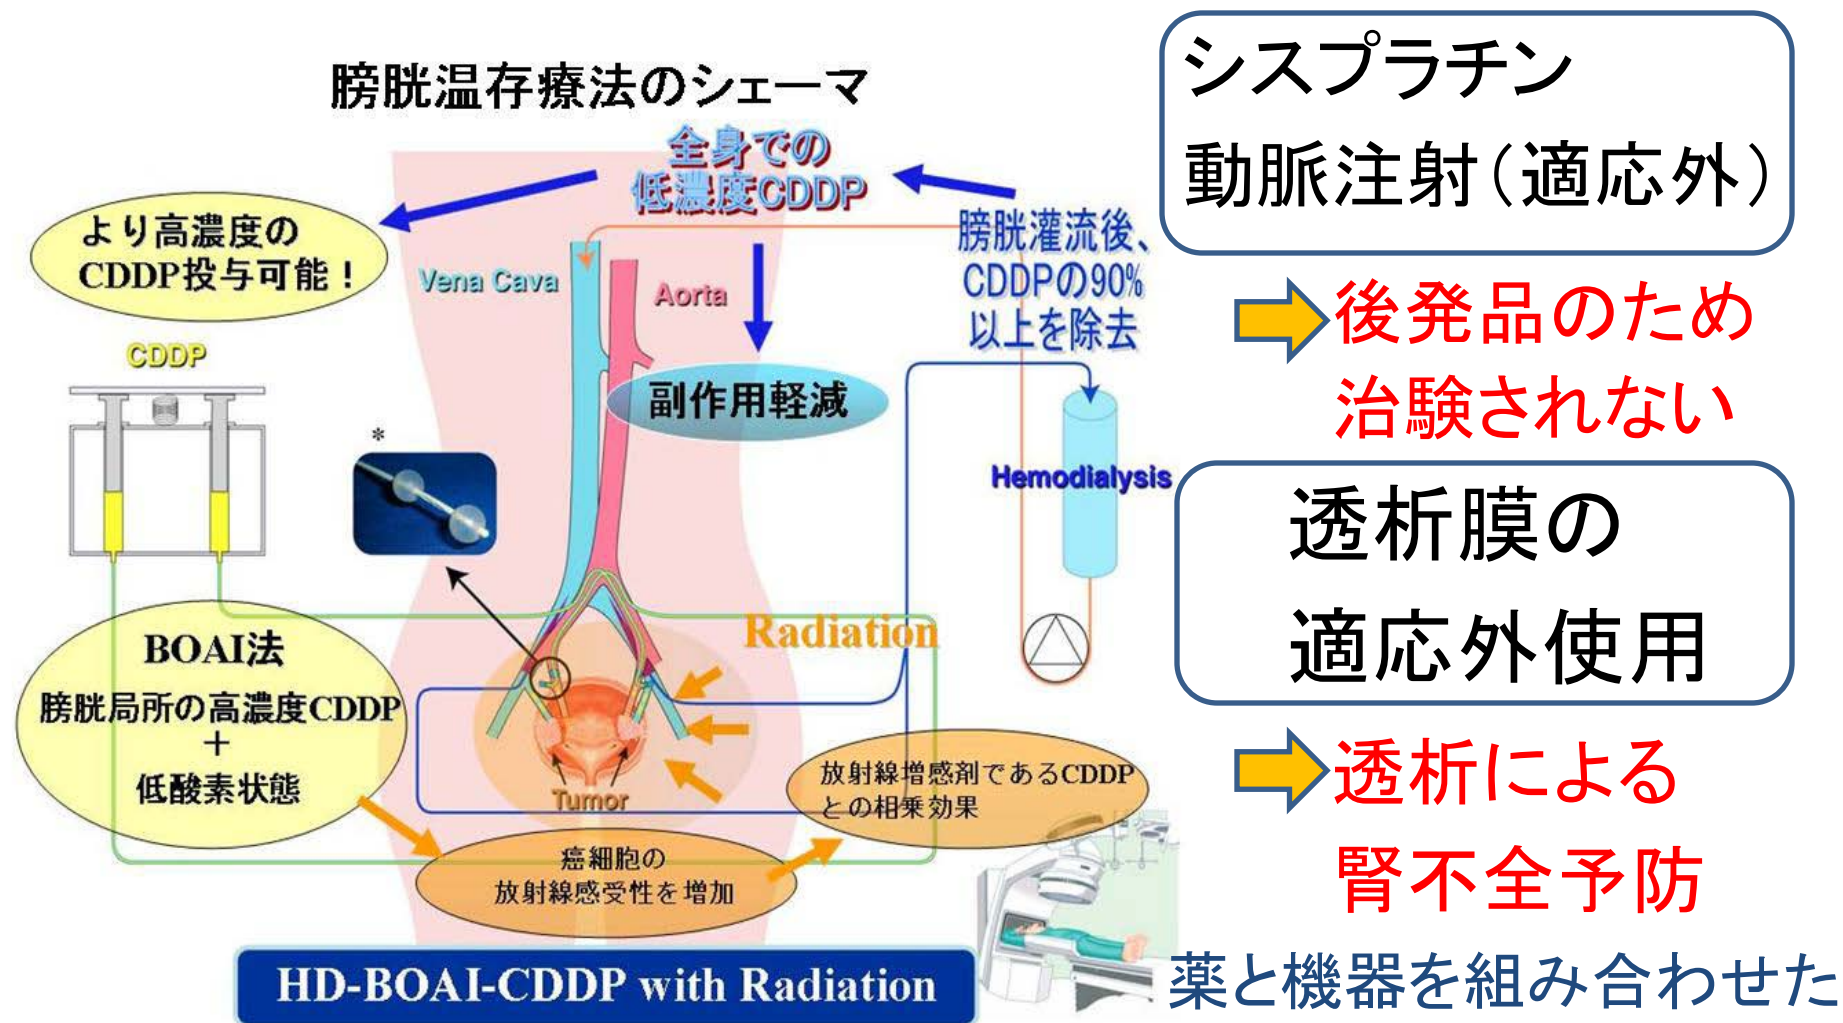 膀胱温存療法のシェーマ
全身での
低濃度CDDP
より高濃度の
CDDP投与可能！
膀胱灌流後、
CDDPの90%
以上を除去
Vena Cava
Aorta
CDDP
副作用軽減
*
Hemodialysis
BOAI法
膀胱局所の高濃度CDDP
＋
低酸素状態
Radiation
Tumor
放射線増感剤であるCDDP
との相乗効果
癌細胞の
放射線感受性を増加
HD-BOAI-CDDP with Radiation
シスプラチン
動脈注射（適応外）
後発品のため
治験されない
透析膜の
適応外使用
透析による
腎不全予防
薬と機器を組み合わせた